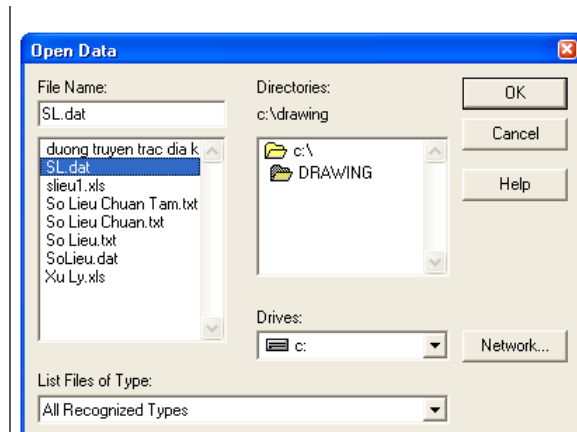 Open Data
File Name:
SL.dat
duong truyen trac dia k
SL.dat
slieu1.xls
So Lieu Chuan Tam.txt
So Lieu Chuan.txt
So Lieu.txt
SoLieu.dat
Xu Ly.xls
Directories:
c:\drawing
c:\
DRAWING
Drives:
c:
List Files of Type:
All Recognized Types
OK
Cancel
Help
Network...